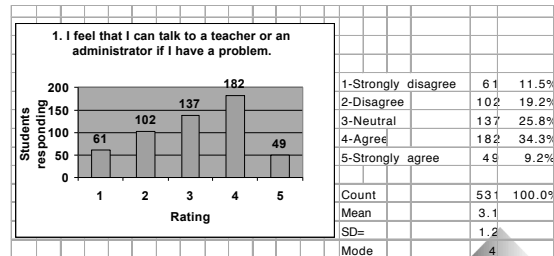 1. I feel that I can talk to a teacher or an
administrator if I have a problem.
Students
responding
200
150
100
50
0
61
102
137
182
49
1 2 3 4 5
Rating
1-Strongly disagree 61 11.5%
2-Disagree 102 19.2%
3-Neutral 137 25.8%
4-Agree 182 34.3%
5-Strongly agree 49 9.2%
Count 531 100.0%
Mean 3.1
SD= 1.2
Mode 4